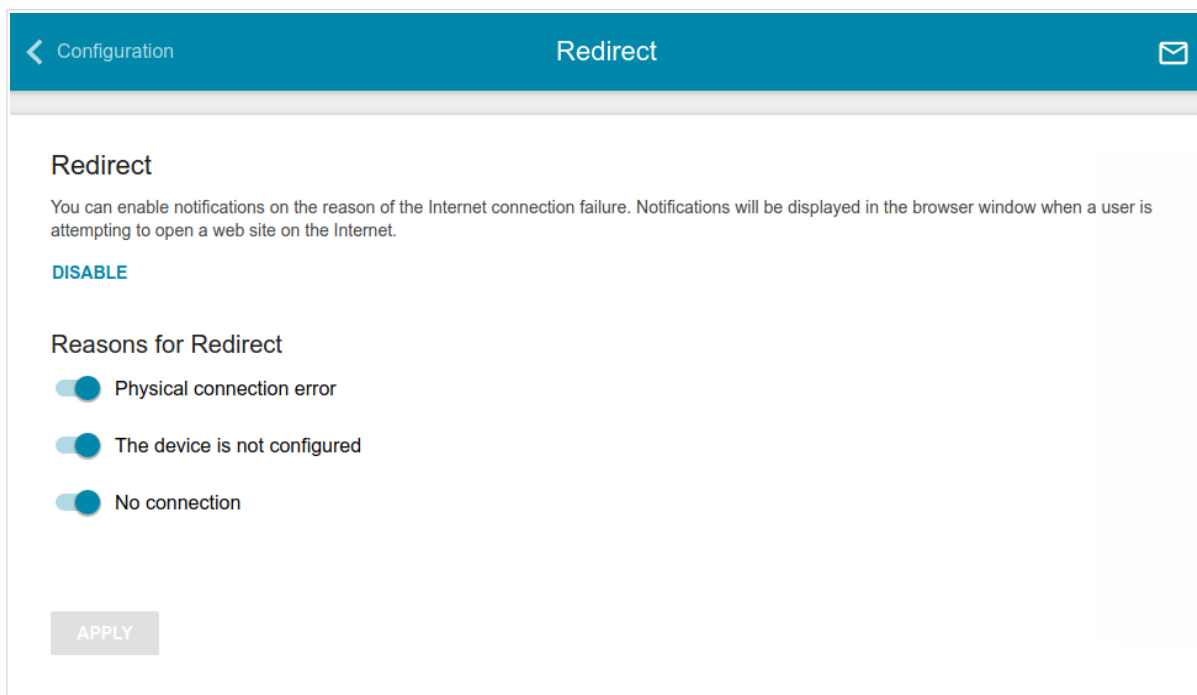 Configuration
Redirect
Redirect
You can enable notifications on the reason of the Internet connection failure. Notifications will be displayed in the browser window when a user is
attempting to open a web site on the Internet.
DISABLE
Reasons for Redirect
Physical connection error
The device is not configured
No connection
APPLY